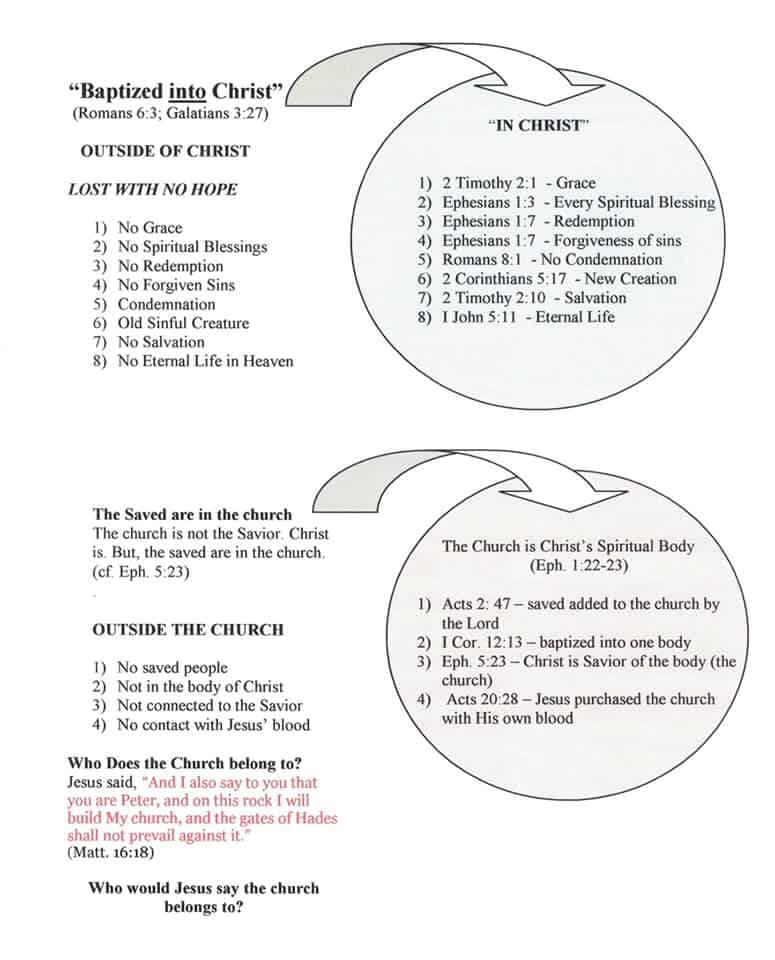 “Baptized into Christ”
(Romans 6:3; Galatians 3:27)
OUTSIDE OF CHRIST
LOST WITH NO HOPE
1) No Grace
2) No Spiritual Blessings
3) No Redemption
4) No Forgiven Sins
5) Condemnation
6) Old Sinful Creature
7) No Salvation
8) No Eternal Life in Heaven
“IN CHRIST”
1) 2 Timothy 2:1 - Grace
2) Ephesians 1:3 - Every Spiritual Blessing
3) Ephesians 1:7 - Redemption
4) Ephesians 1:7 - Forgiveness of sins
5) Romans 8:1 - No Condemnation
6) 2 Corinthians 5:17 - New Creation
7) 2 Timothy 2:10 - Salvation
8) I John 5:11 - Eternal Life
The Saved are in the church
The church is not the Savior. Christ
is. But, the saved are in the church.
(cf. Eph. 5:23)
OUTSIDE THE CHURCH
1) No saved people
2) Not in the body of Christ
3) Not connected to the Savior
4) No contact with Jesus’ blood
The Church is Christ’s Spiritual Body
(Eph. 1:22-23)
1) Acts 2: 47 – saved added to the church by
the Lord
2) I Cor. 12:13 – baptized into one body
3) Eph. 5:23 – Christ is Savior of the body (the
church)
4) Acts 20:28 – Jesus purchased the church
with His own blood
Who Does the Church belong to?
Jesus said, “And I also say to you that
you are Peter, and on this rock I will
build My church, and the gates of Hades
shall not prevail against it.”
(Matt. 16:18)
Who would Jesus say the church
belongs to?